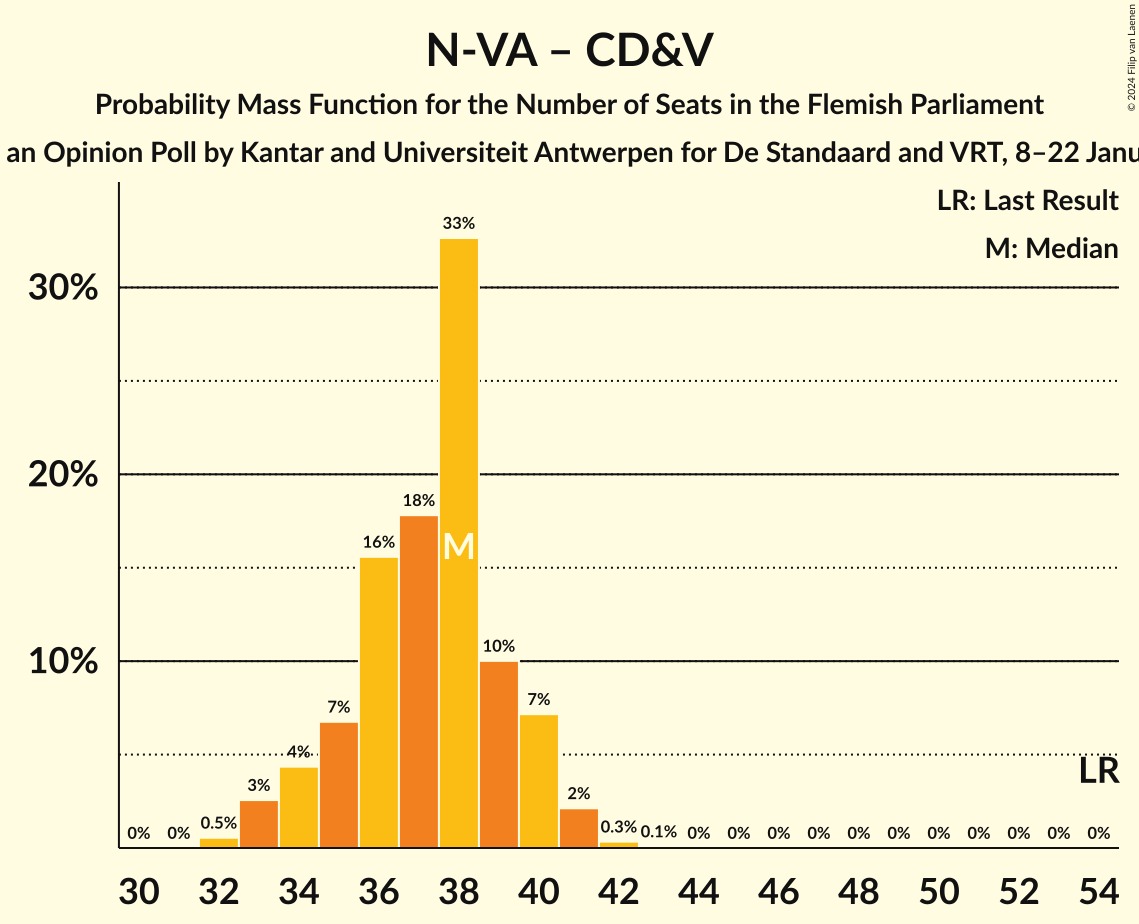 © 2024 Filip van Laenen
N-VA – CD&V
Probability Mass Function for the Number of Seats in the Flemish Parliament
an Opinion Poll by Kantar and Universiteit Antwerpen for De Standaard and VRT, 8–22 Janu
LR: Last Result
M: Median
33%
30%
20%
18%
16%
M
10%
10%
7%
7%
4%
LR
3%
2%
0% 0% 0.5% 0.3% 0.1% 0% 0% 0% 0% 0% 0% 0% 0% 0% 0% 0%
30 32 34 36 38 40 42 44 46 48 50 52 54